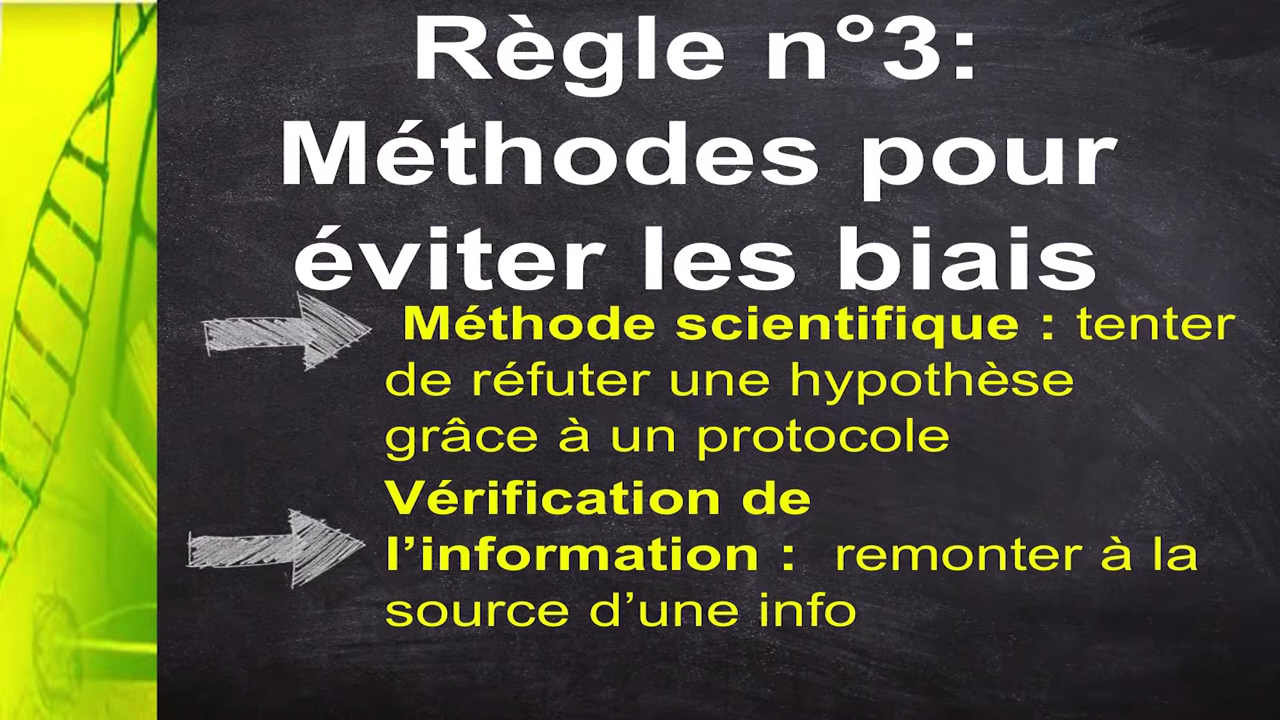 Règle n°3:
Méthodes pour
éviter les biais
Méthode scientifique : tenter
de réfuter une hypothèse
grâce à un protocole
Vérification de
l’information : remonter à la
source d’une info